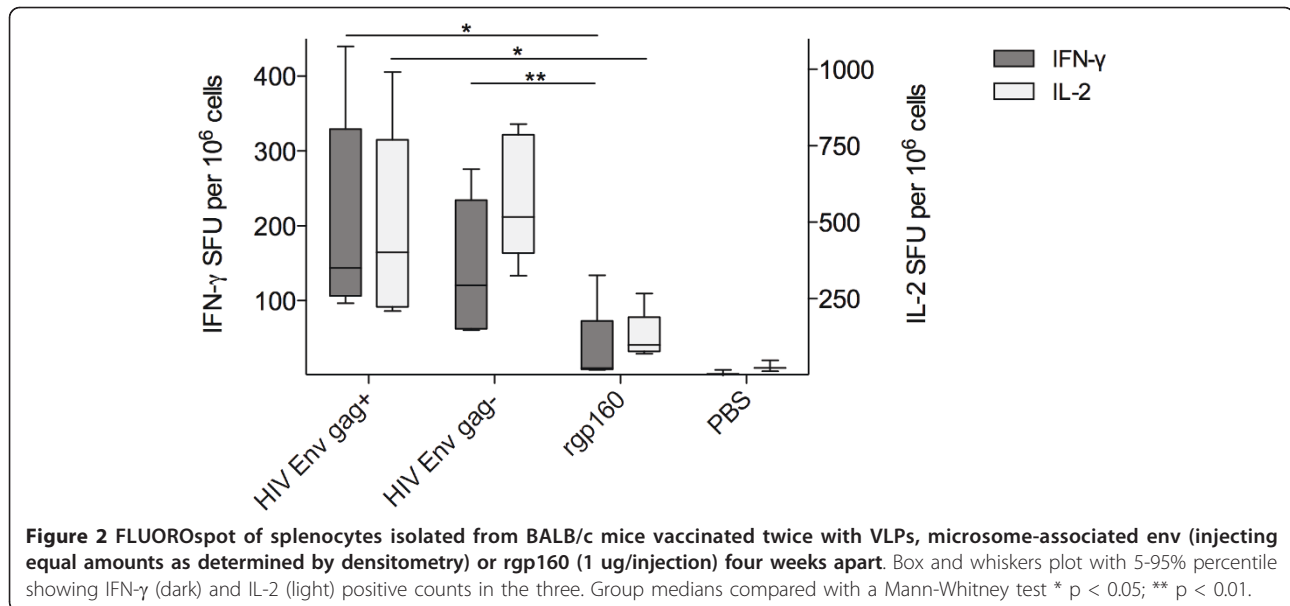 *
*
**
IFN-γ
IL-2
IFN-γ SFU per 10⁶ cells
400
300
200
100
IL-2 SFU per 10⁶ cells
1000
750
500
250
HIV Env gag+
HIV Env gag-
rgp160
PBS
Figure 2 FLUOROspot of splenocytes isolated from BALB/c mice vaccinated twice with VLPs, microsome-associated env (injecting
equal amounts as determined by densitometry) or rgp160 (1 ug/injection) four weeks apart. Box and whiskers plot with 5-95% percentile
showing IFN-γ (dark) and IL-2 (light) positive counts in the three. Group medians compared with a Mann-Whitney test * p < 0.05; ** p < 0.01.